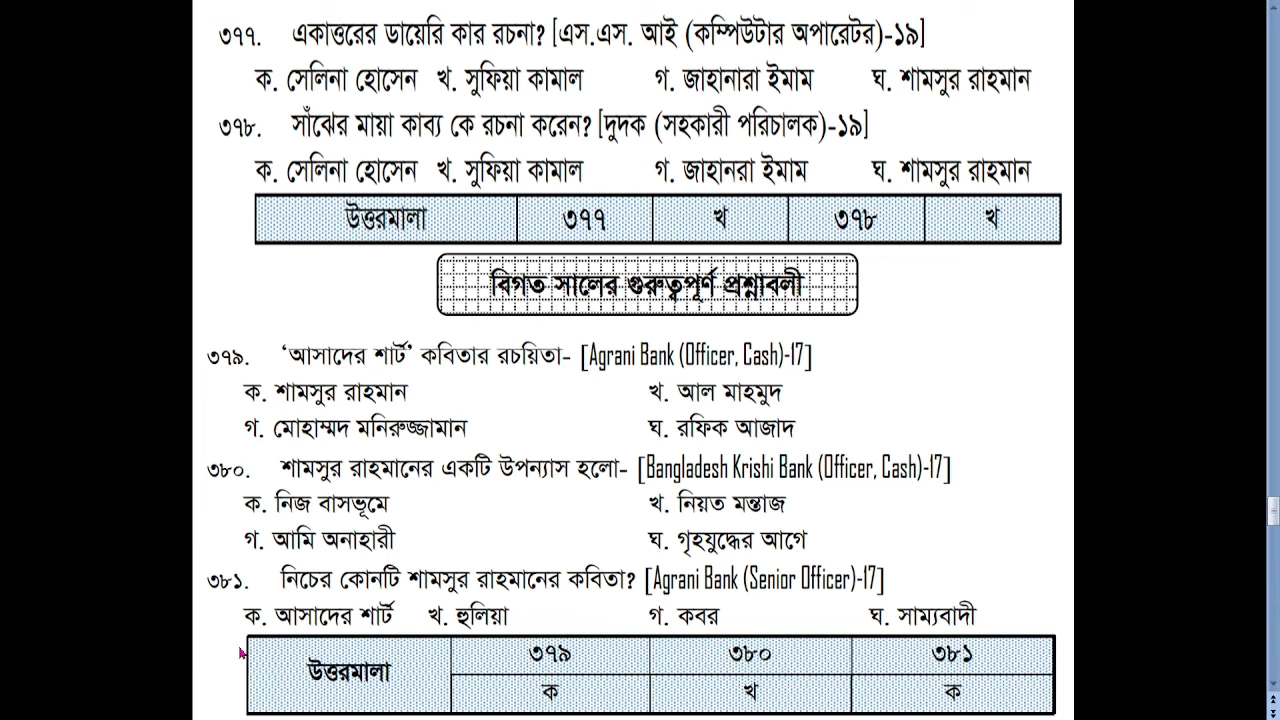 ৩৭৭. একাত্তরের ডায়েরি কার রচনা? [এস.এস. আই (কম্পিউটার অপারেটর)-১৯]
ক. সেলিনা হোসেন খ. সুফিয়া কামাল গ. জাহানারা ইমাম ঘ. শামসুর রাহমান
৩৭৮. সাঁঝের মায়া কাব্য কে রচনা করেন? [দুদক (সহকারী পরিচালক)-১৯]
ক. সেলিনা হোসেন খ. সুফিয়া কামাল গ. জাহানরা ইমাম ঘ. শামসুর রাহমান
উত্তরমালা ৩৭৭ খ ৩৭৮ খ
বিগত সালের গুরুত্বপূর্ণ প্রশ্নাবলী
৩৭৯. ‘আসাদের শার্ট’ কবিতার রচয়িতা- [Agrani Bank (Officer, Cash)-17]
ক. শামসুর রাহমান খ. আল মাহমুদ
গ. মোহাম্মদ মনিরুজ্জামান ঘ. রফিক আজাদ
৩৮০. শামসুর রাহমানের একটি উপন্যাস হলো- [Bangladesh Krishi Bank (Officer, Cash)-17]
ক. নিজ বাসভূমে খ. নিয়ত মন্তাজ
গ. আমি অনাহারী ঘ. গৃহযুদ্ধের আগে
৩৮১. নিচের কোনটি শামসুর রাহমানের কবিতা? [Agrani Bank (Senior Officer)-17]
ক. আসাদের শার্ট খ. হুলিয়া গ. কবর ঘ. সাম্যবাদী
উত্তরমালা ৩৭৯ ৩৮০ ৩৮১
ক খ ক